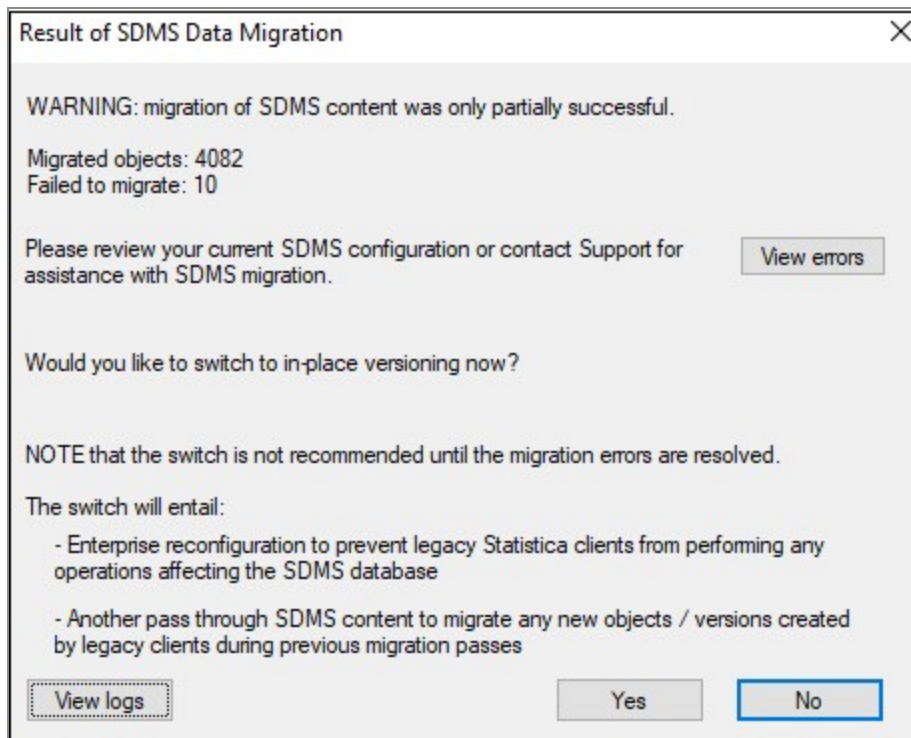 Result of SDMS Data Migration
WARNING: migration of SDMS content was only partially successful.
Migrated objects: 4082
Failed to migrate: 10
Please review your current SDMS configuration or contact Support for
assistance with SDMS migration.
View errors
Would you like to switch to in-place versioning now?
NOTE that the switch is not recommended until the migration errors are resolved.
The switch will entail:
- Enterprise reconfiguration to prevent legacy Statistica clients from performing any
operations affecting the SDMS database
- Another pass through SDMS content to migrate any new objects / versions created
by legacy clients during previous migration passes
View logs
Yes
No